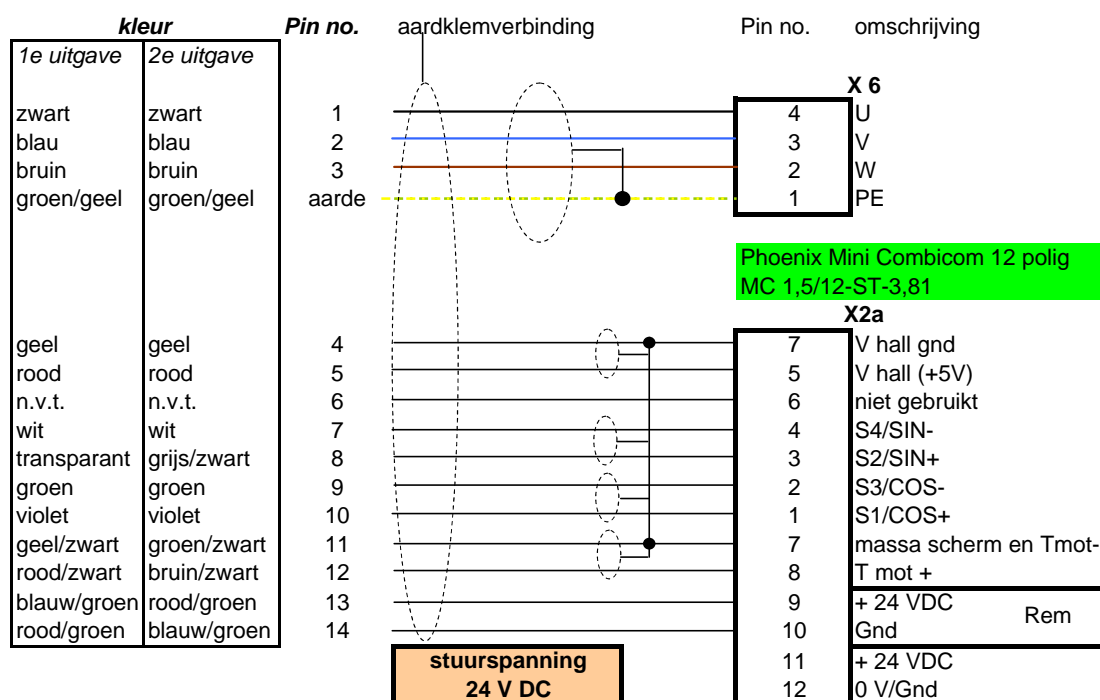 kleur Pin no. aardklemverbinding Pin no. omschrijving
1e uitgave 2e uitgave
X 6
zwart zwart 1 4 U
blau blau 2 3 V
bruin bruin 3 2 W
groen/geel groen/geel aarde 1 PE
Phoenix Mini Combicom 12 polig
MC 1,5/12-ST-3,81
X2a
geel geel 4 7 V hall gnd
rood rood 5 5 V hall (+5V)
n.v.t. n.v.t. 6 6 niet gebruikt
wit wit 7 4 S4/SIN-
transparant grijs/zwart 8 3 S2/SIN+
groen groen 9 2 S3/COS-
violet violet 10 1 S1/COS+
geel/zwart groen/zwart 11 7 massa scherm en Tmot-
rood/zwart bruin/zwart 12 8 T mot +
blauw/groen rood/groen 13 9 + 24 VDC Rem
rood/groen blauw/groen 14 10 Gnd
stuurspanning 11 + 24 VDC
24 V DC 12 0 V/Gnd